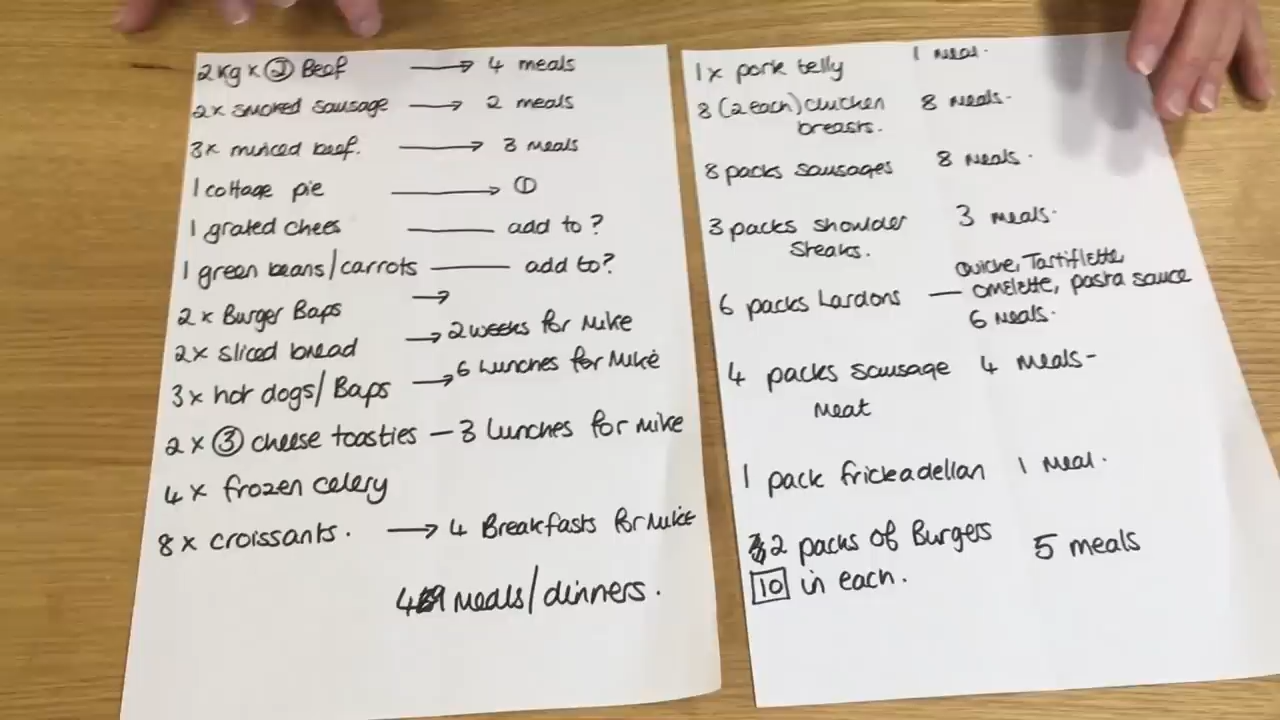 2kg x ② Beef → 4 meals
2x smoked sausage → 2 meals
3x minced beef. → 3 meals
1 cottage pie → ①
1 grated chees — add to?
1 green beans/carrots — add to?
2 x Burger Baps →
2x sliced bread → 2 weeks for Mike
3x hot dogs/Baps → 6 Lunches for Mike
2 x ③ cheese toasties — 3 Lunches for Mike
4x frozen celery
8x croissants. → 4 Breakfasts for Mike
49 meals/dinners.
1x pork belly 1 meal.
8 (2 each) chicken 8 meals.
breasts.
8 packs sausages 8 meals.
3 packs shoulder 3 meals.
steaks.
Quiche, Tartiflette
6 packs Lardons — omelette, pasta sauce
6 meals.
4 packs sausage 4 meals-
meat
1 pack frickadellan 1 meal.
2 packs of Burgers 5 meals
10 in each.